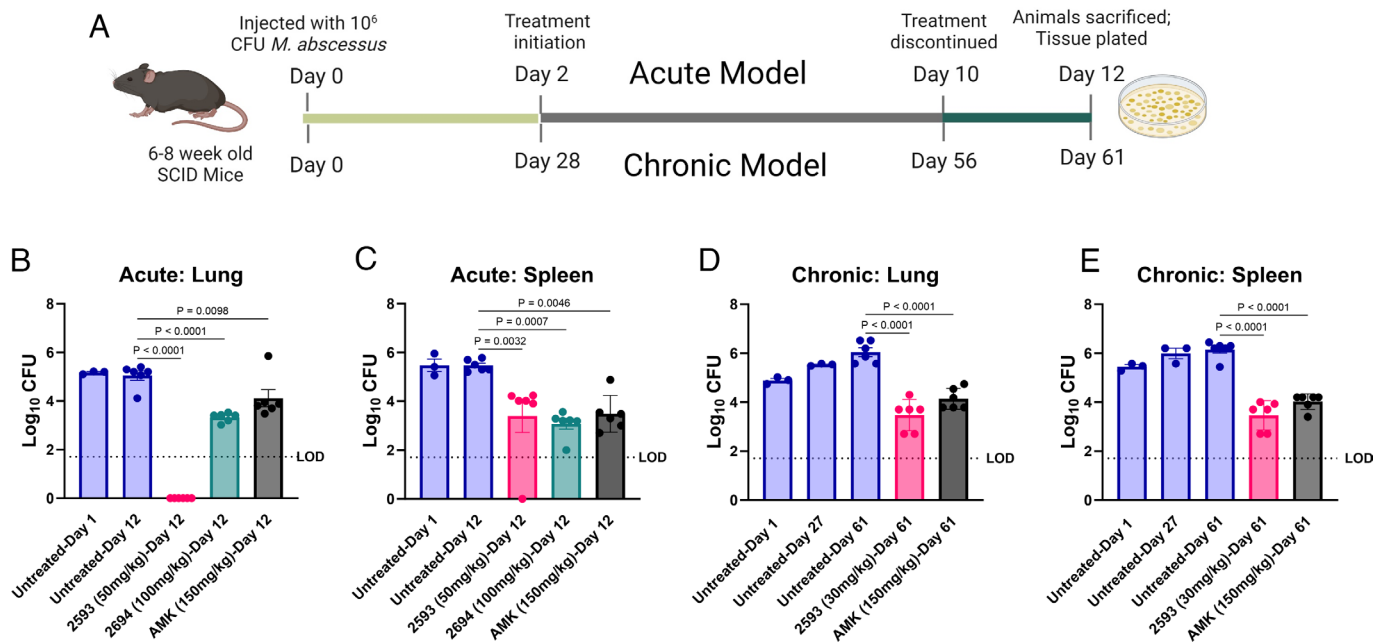 A
Injected with 10⁶
CFU M. abscessus
Treatment
initiation
Treatment
discontinued
Animals sacrificed;
Tissue plated
Day 0
Day 2
Acute Model
Day 10
Day 12
6-8 week old
SCID Mice
Day 0
Day 28
Chronic Model
Day 56
Day 61
B
Acute: Lung
P = 0.0098
P < 0.0001
P < 0.0001
Log₁₀ CFU
8
6
4
2
0
LOD
Untreated-Day 1
Untreated-Day 12
2593 (50mg/kg)-Day 12
2694 (100mg/kg)-Day 12
AMK (150mg/kg)-Day 12
C
Acute: Spleen
P = 0.0046
P = 0.0007
P = 0.0032
Log₁₀ CFU
8
6
4
2
0
LOD
Untreated-Day 1
Untreated-Day 12
2593 (50mg/kg)-Day 12
2694 (100mg/kg)-Day 12
AMK (150mg/kg)-Day 12
D
Chronic: Lung
P < 0.0001
P < 0.0001
Log₁₀ CFU
8
6
4
2
0
LOD
Untreated-Day 1
Untreated-Day 27
Untreated-Day 61
2593 (30mg/kg)-Day 61
AMK (150mg/kg)-Day 61
E
Chronic: Spleen
P < 0.0001
P < 0.0001
Log₁₀ CFU
8
6
4
2
0
LOD
Untreated-Day 1
Untreated-Day 27
Untreated-Day 61
2593 (30mg/kg)-Day 61
AMK (150mg/kg)-Day 61